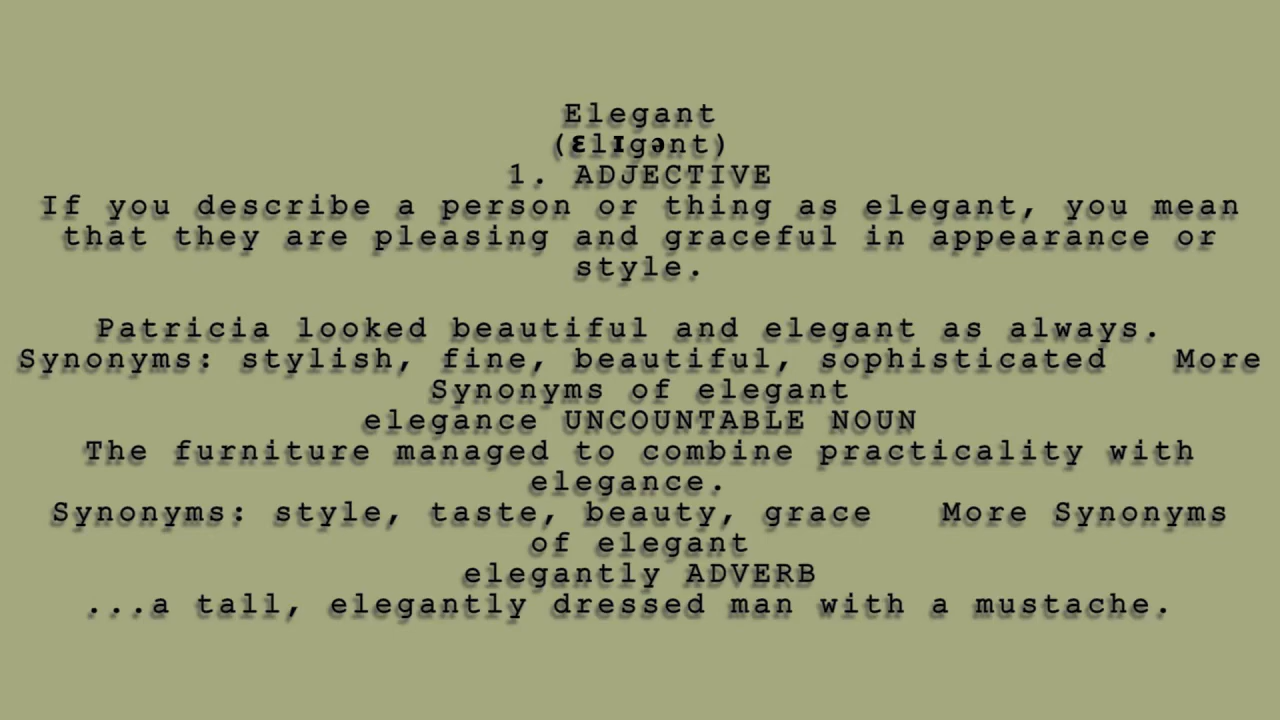 Elegant
(ɛlɪgənt)
1. ADJECTIVE
If you describe a person or thing as elegant, you mean
that they are pleasing and graceful in appearance or
style.
Patricia looked beautiful and elegant as always.
Synonyms: stylish, fine, beautiful, sophisticated   More
Synonyms of elegant
elegance UNCOUNTABLE NOUN
The furniture managed to combine practicality with
elegance.
Synonyms: style, taste, beauty, grace   More Synonyms
of elegant
elegantly ADVERB
...a tall, elegantly dressed man with a mustache.